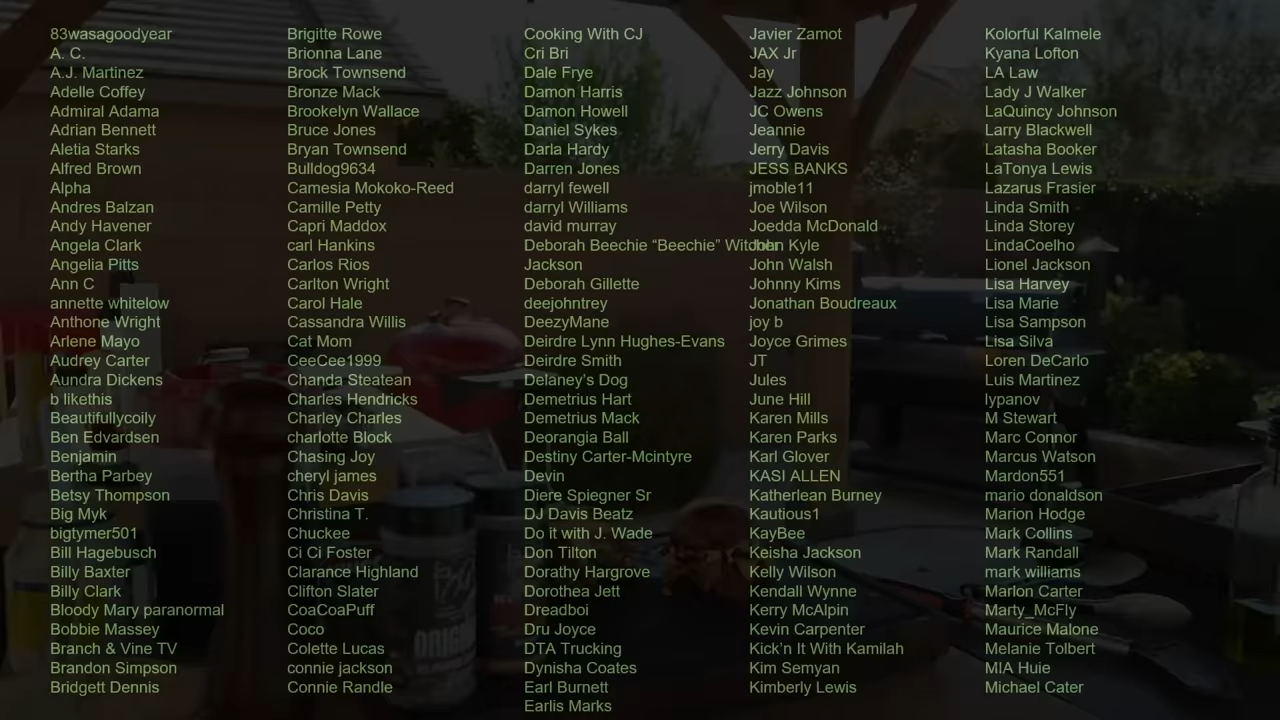 83wasagoodyear
A. C.
A.J. Martinez
Adelle Coffey
Admiral Adama
Adrian Bennett
Aletia Starks
Alfred Brown
Alpha
Andres Balzan
Andy Havener
Angela Clark
Angelia Pitts
Ann C
annette whitelow
Anthone Wright
Arlene Mayo
Audrey Carter
Aundra Dickens
b likethis
Beautifullycoily
Ben Edvardsen
Benjamin
Bertha Parbey
Betsy Thompson
Big Myk
bigtymer501
Bill Hagebusch
Billy Baxter
Billy Clark
Bloody Mary paranormal
Bobbie Massey
Branch & Vine TV
Brandon Simpson
Bridgett Dennis
Brigitte Rowe
Brionna Lane
Brock Townsend
Bronze Mack
Brookelyn Wallace
Bruce Jones
Bryan Townsend
Bulldog9634
Camesia Mokoko-Reed
Camille Petty
Capri Maddox
carl Hankins
Carlos Rios
Carlton Wright
Carol Hale
Cassandra Willis
Cat Mom
CeeCee1999
Chanda Steatean
Charles Hendricks
Charley Charles
charlotte Block
Chasing Joy
cheryl james
Chris Davis
Christina T.
Chuckee
Ci Ci Foster
Clarance Highland
Clifton Slater
CoaCoaPuff
Coco
Colette Lucas
connie jackson
Connie Randle
Cooking With CJ
Cri Bri
Dale Frye
Damon Harris
Damon Howell
Daniel Sykes
Darla Hardy
Darren Jones
darryl fewell
darryl Williams
david murray
Deborah Beechie “Beechie” Witcher
Jackson
Deborah Gillette
deejohntrey
DeezyMane
Deirdre Lynn Hughes-Evans
Deirdre Smith
Delaney’s Dog
Demetrius Hart
Demetrius Mack
Deorangia Ball
Destiny Carter-Mcintyre
Devin
Diere Spiegner Sr
DJ Davis Beatz
Do it with J. Wade
Don Tilton
Dorathy Hargrove
Dorothea Jett
Dreadboi
Dru Joyce
DTA Trucking
Dynisha Coates
Earl Burnett
Earlis Marks
Javier Zamot
JAX Jr
Jay
Jazz Johnson
JC Owens
Jeannie
Jerry Davis
JESS BANKS
jmoble11
Joe Wilson
Joedda McDonald
John Kyle
John Walsh
Johnny Kims
Jonathan Boudreaux
joy b
Joyce Grimes
JT
Jules
June Hill
Karen Mills
Karen Parks
Karl Glover
KASI ALLEN
Katherlean Burney
Kautious1
KayBee
Keisha Jackson
Kelly Wilson
Kendall Wynne
Kerry McAlpin
Kevin Carpenter
Kick’n It With Kamilah
Kim Semyan
Kimberly Lewis
Kolorful Kalmele
Kyana Lofton
LA Law
Lady J Walker
LaQuincy Johnson
Larry Blackwell
Latasha Booker
LaTonya Lewis
Lazarus Frasier
Linda Smith
Linda Storey
LindaCoelho
Lionel Jackson
Lisa Harvey
Lisa Marie
Lisa Sampson
Lisa Silva
Loren DeCarlo
Luis Martinez
lypanov
M Stewart
Marc Connor
Marcus Watson
Mardon551
mario donaldson
Marion Hodge
Mark Collins
Mark Randall
mark williams
Marlon Carter
Marty_McFly
Maurice Malone
Melanie Tolbert
MIA Huie
Michael Cater